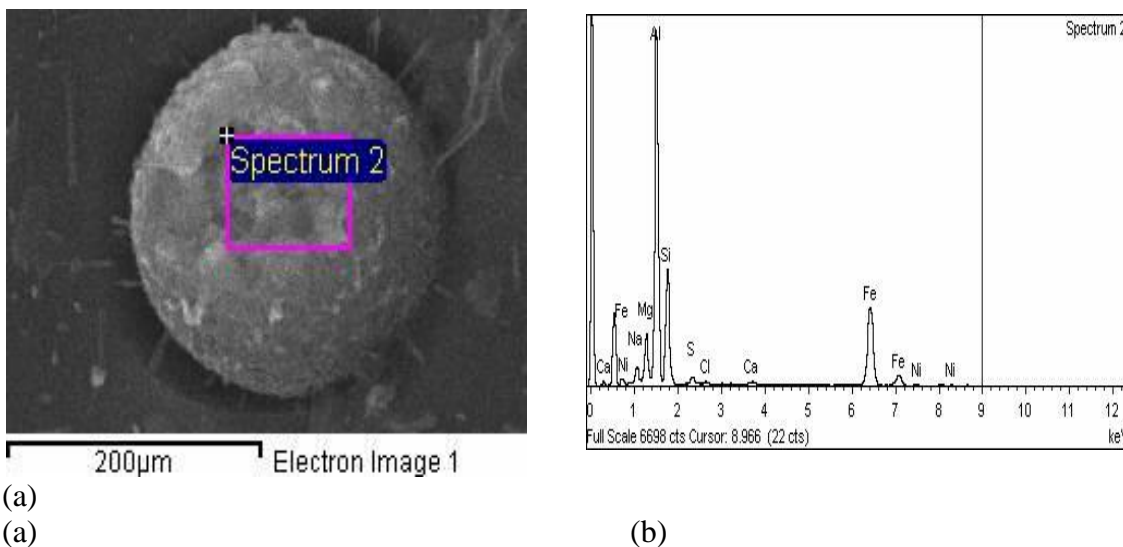 Spectrum 2
200µm
Electron Image 1
Spectrum 2
Al
Si
Fe
Mg
Na
Ca
Ni
S
Cl
Ca
Fe
Fe
Ni
Ni
0 1 2 3 4 5 6 7 8 9 10 11 12
Full Scale 6698 cts Cursor: 8.966 (22 cts)
(a)
(a) (b)